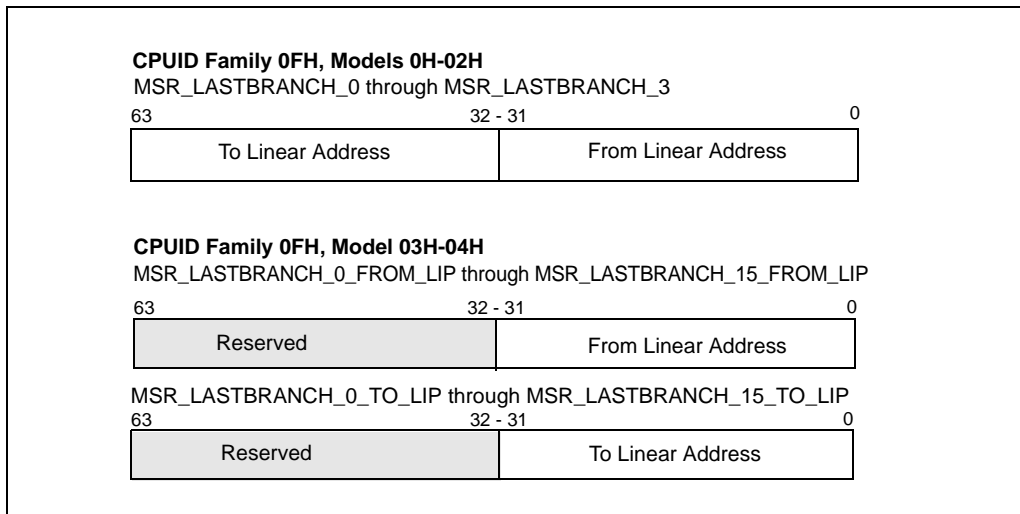 CPUID Family 0FH, Models 0H-02H
MSR_LASTBRANCH_0 through MSR_LASTBRANCH_3
63 32 - 31 0
To Linear Address From Linear Address
CPUID Family 0FH, Model 03H-04H
MSR_LASTBRANCH_0_FROM_LIP through MSR_LASTBRANCH_15_FROM_LIP
63 32 - 31 0
Reserved From Linear Address
MSR_LASTBRANCH_0_TO_LIP through MSR_LASTBRANCH_15_TO_LIP
63 32 - 31 0
Reserved To Linear Address